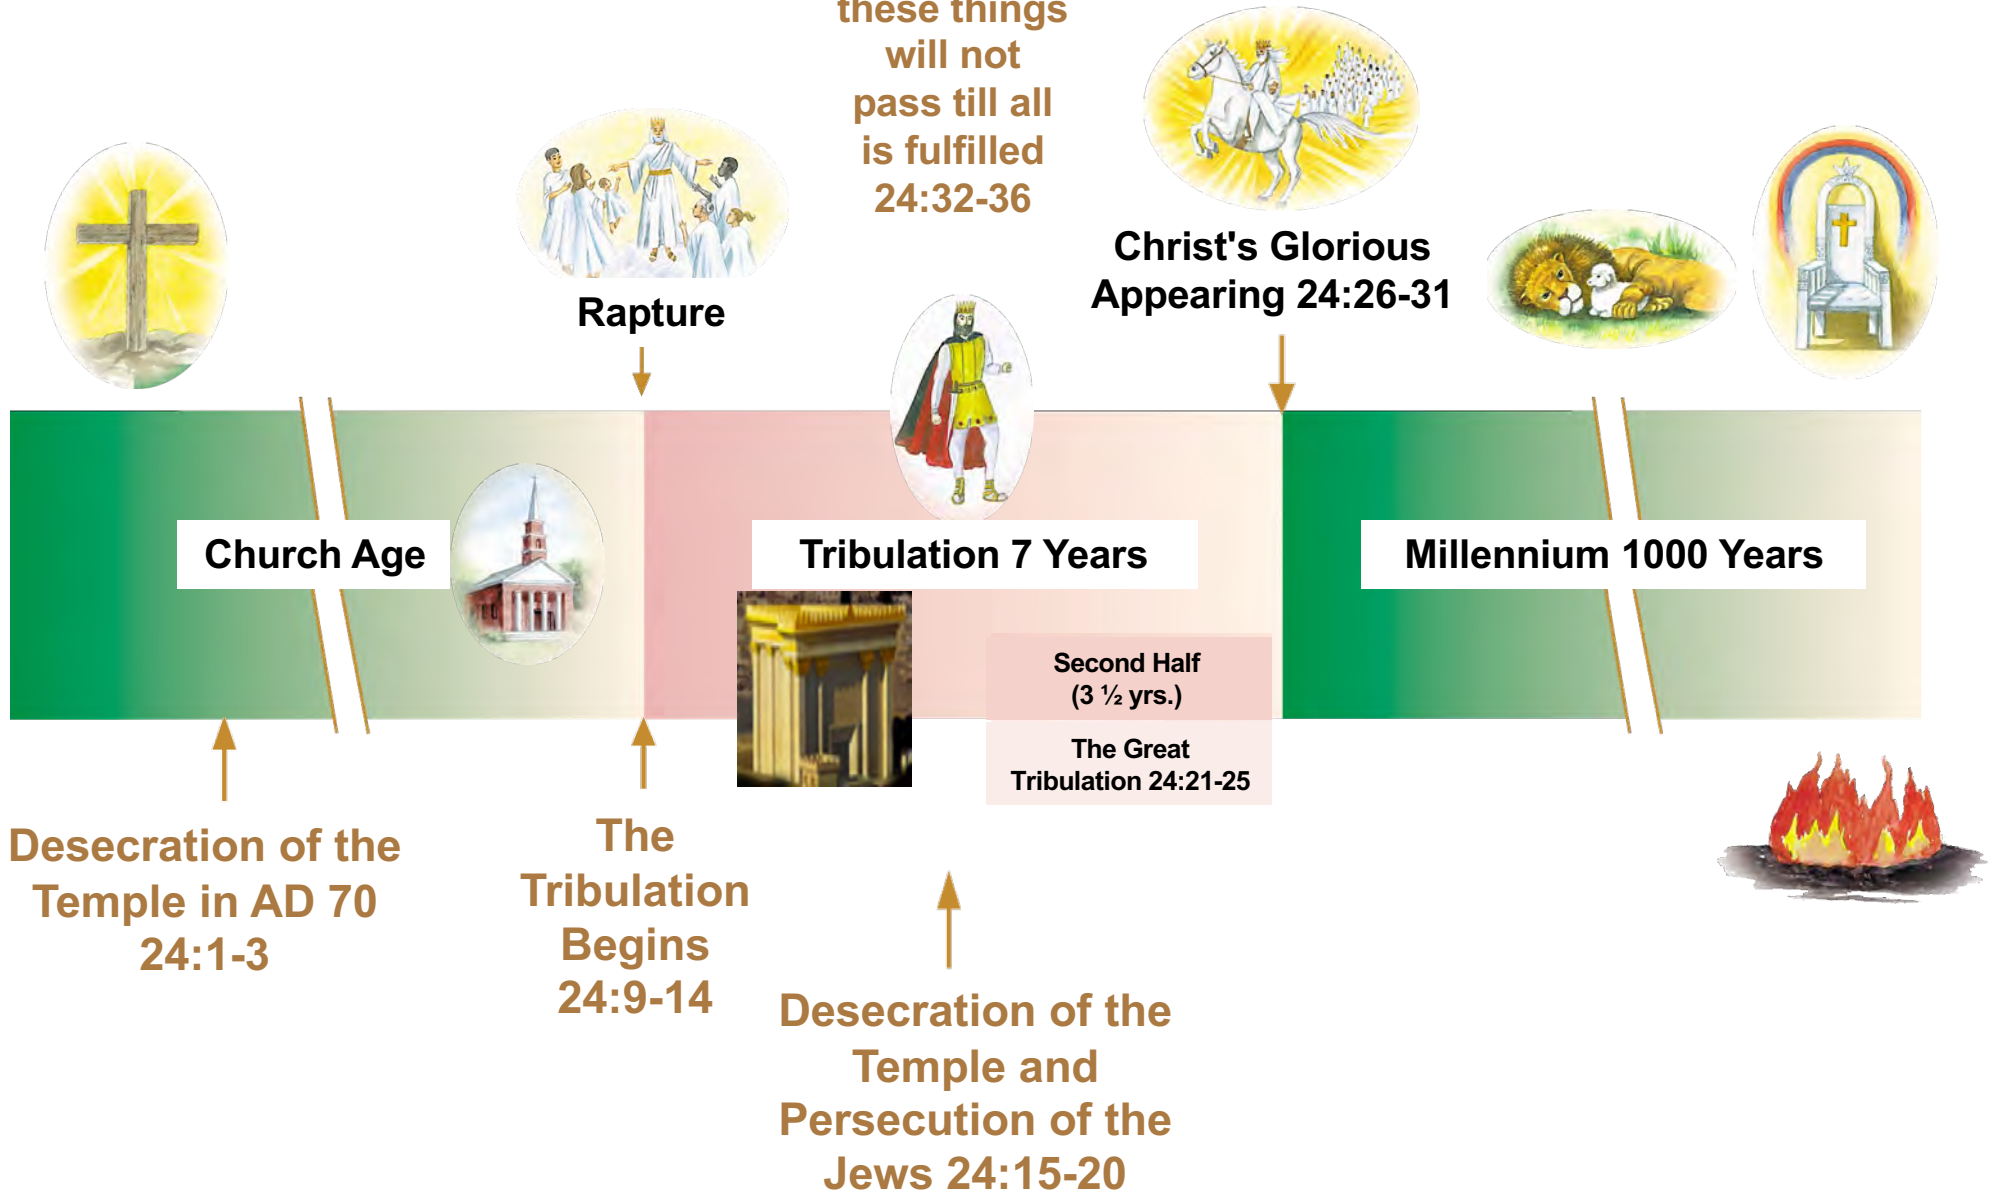 these things
will not
pass till all
is fulfilled
24:32-36
Christ's Glorious
Appearing 24:26-31
Rapture
Church Age
Tribulation 7 Years
Millennium 1000 Years
Second Half
(3 ½ yrs.)
The Great
Tribulation 24:21-25
Desecration of the
Temple in AD 70
24:1-3
The
Tribulation
Begins
24:9-14
Desecration of the
Temple and
Persecution of the
Jews 24:15-20